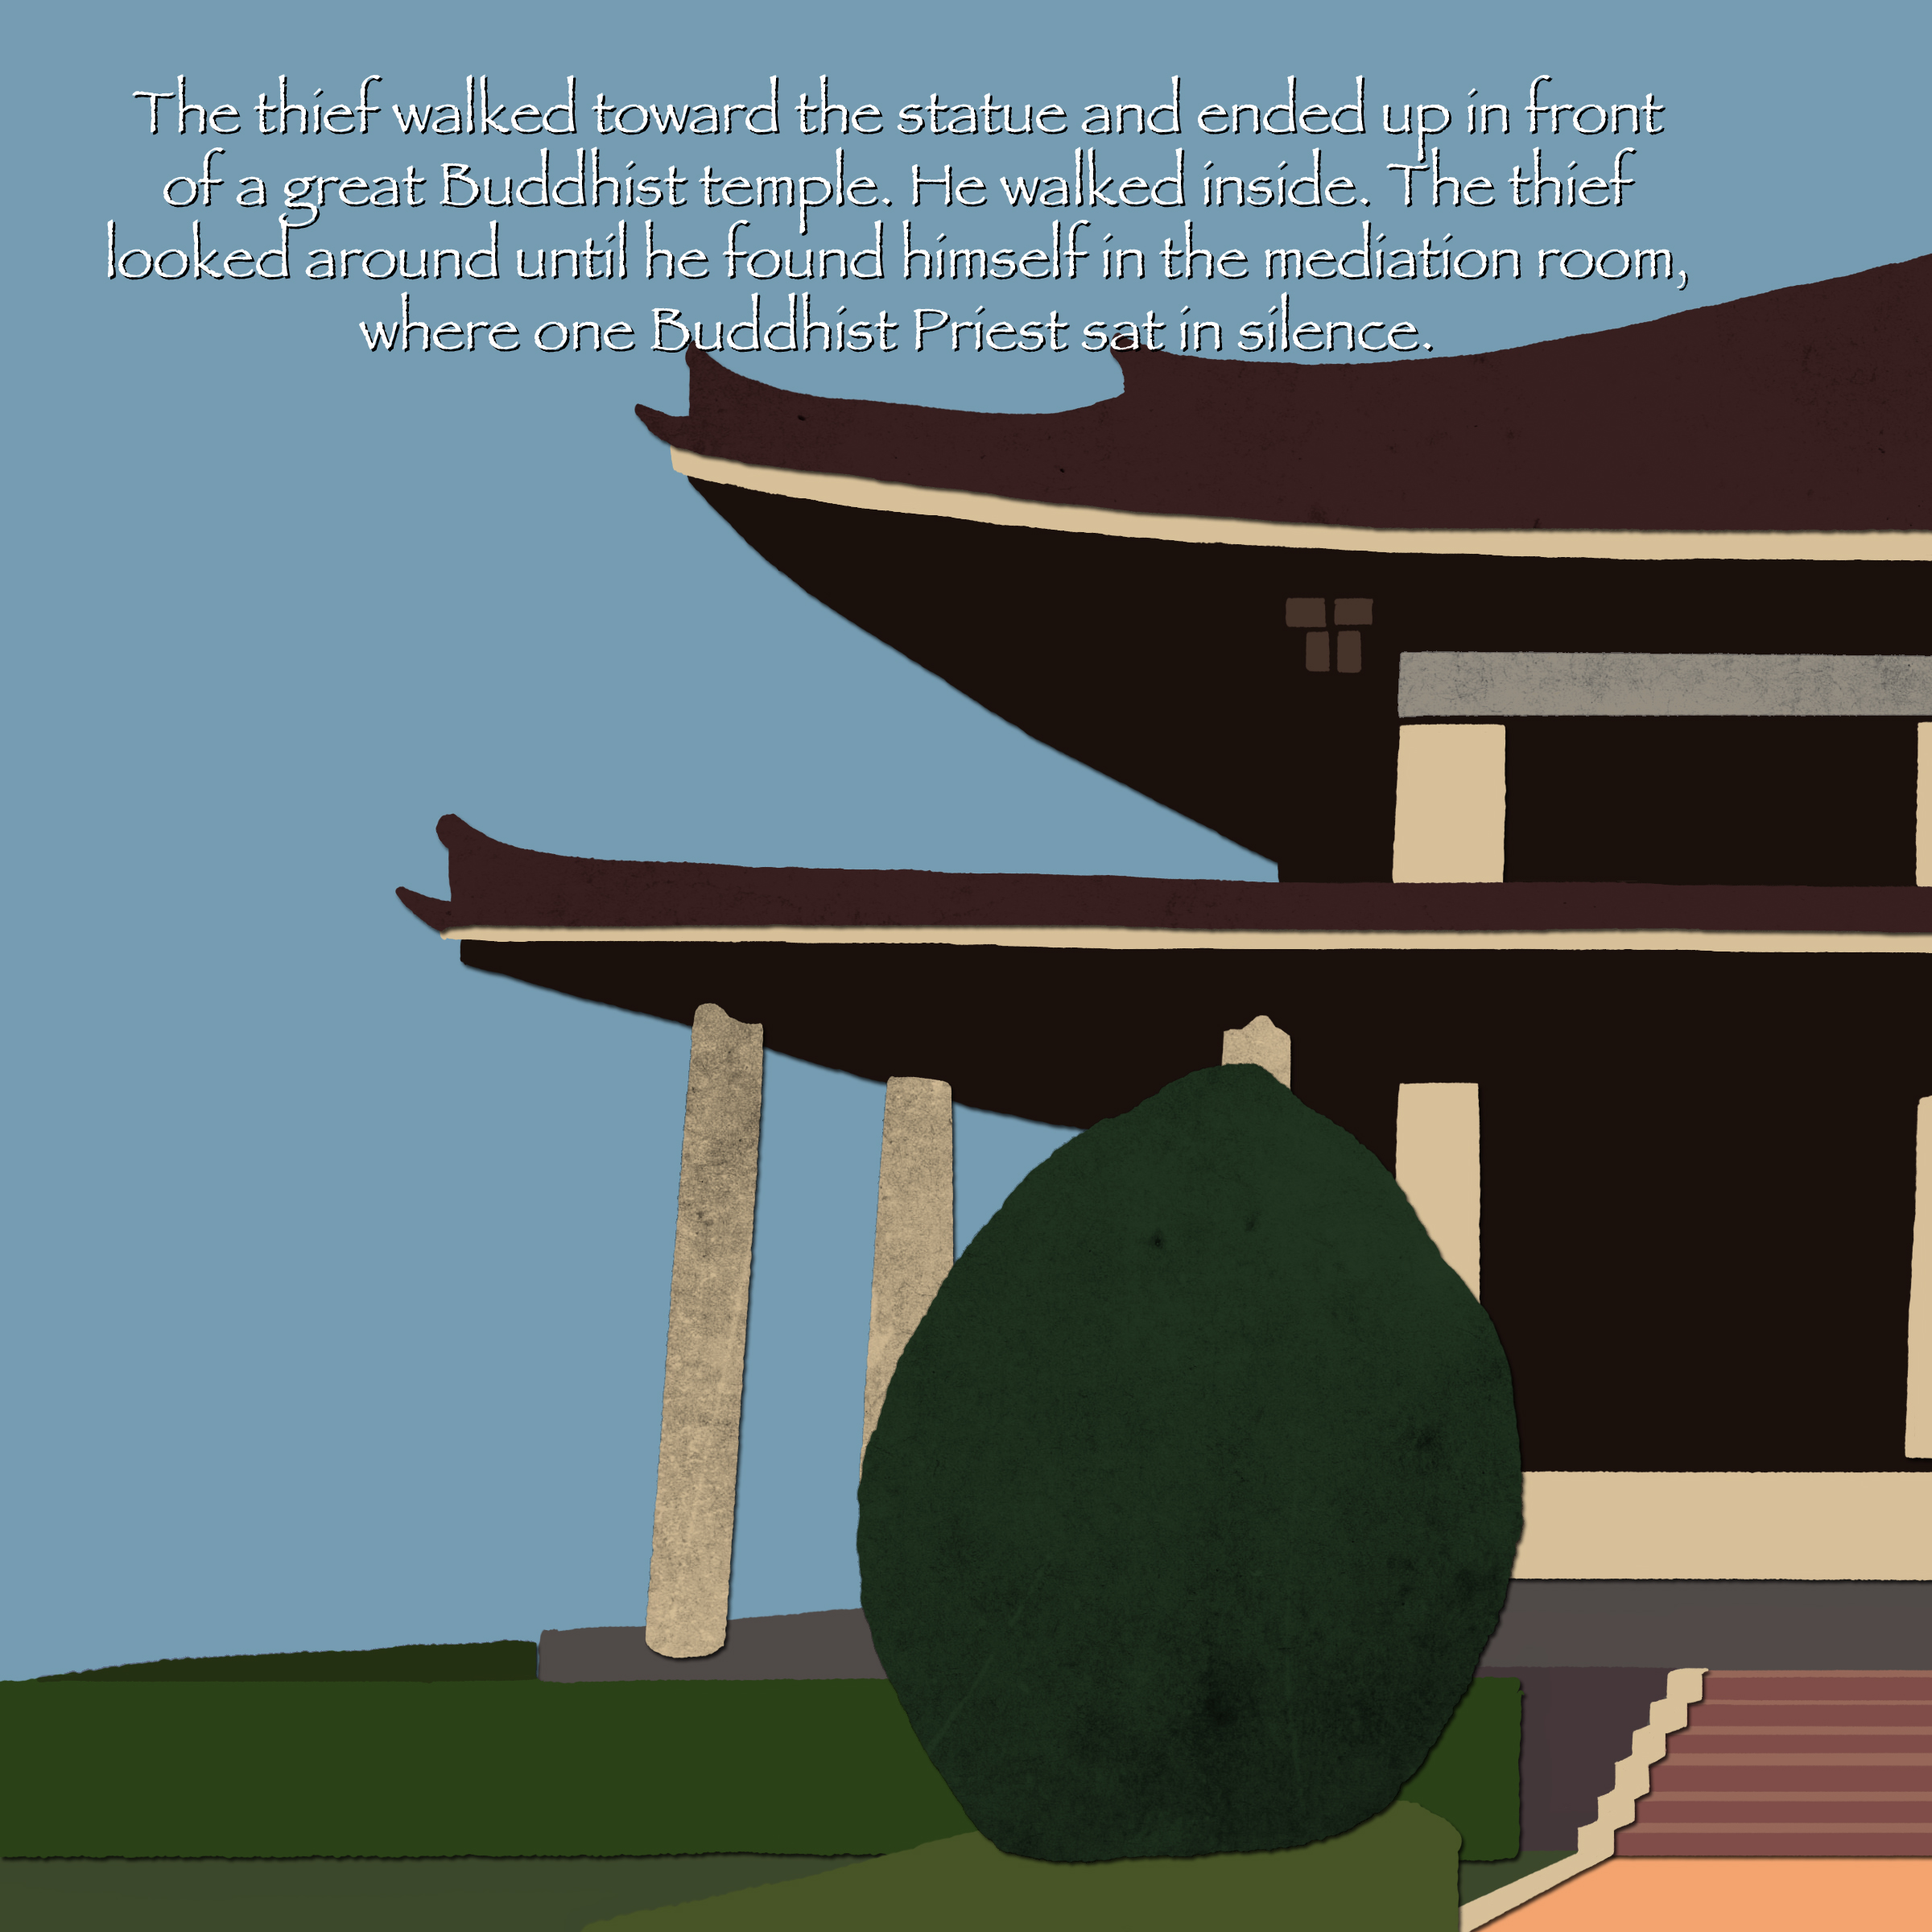 The thief walked toward the statue and ended up in front
of a great Buddhist temple. He walked inside. The thief
looked around until he found himself in the mediation room,
where one Buddhist Priest sat in silence.